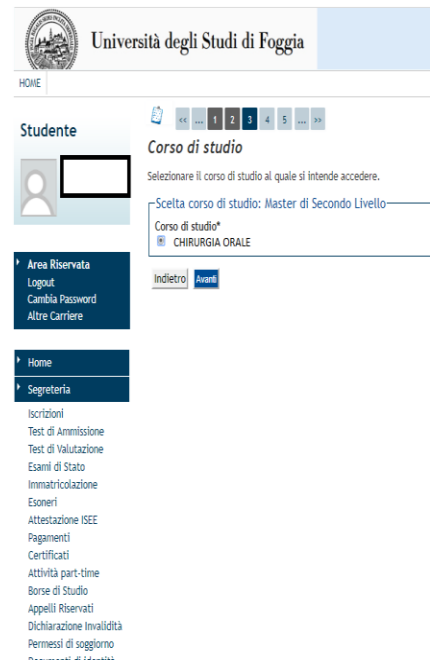 Università degli Studi di Foggia
HOME
Studente
<< ... 1 2 3 4 5 ... >>
Corso di studio
Selezionare il corso di studio al quale si intende accedere.
Scelta corso di studio: Master di Secondo Livello
Corso di studio*
CHIRURGIA ORALE
Indietro Avanti
Area Riservata
Logout
Cambia Password
Altre Carriere
Home
Segreteria
Iscrizioni
Test di Ammissione
Test di Valutazione
Esami di Stato
Immatricolazione
Esoneri
Attestazione ISEE
Pagamenti
Certificati
Attività part-time
Borse di Studio
Appelli Riservati
Dichiarazione Invalidità
Permessi di soggiorno